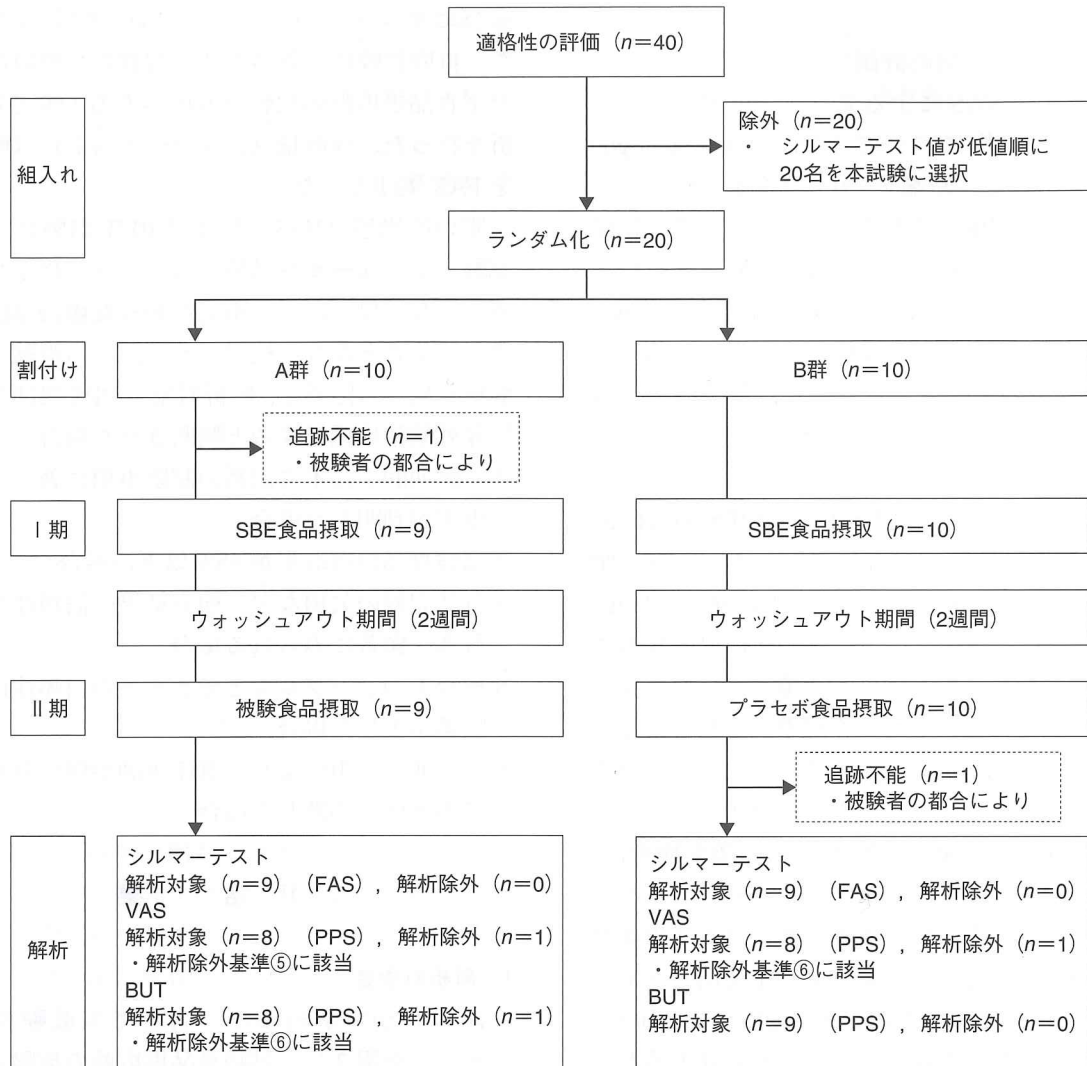 適格性の評価（n＝40）
除外（n＝20）
・ シルマーテスト値が低値順に
20名を本試験に選択
組入れ
ランダム化（n＝20）
割付け
A群（n＝10）
B群（n＝10）
追跡不能（n＝1）
・被験者の都合により
Ⅰ期
SBE食品摂取（n＝9）
SBE食品摂取（n＝10）
ウォッシュアウト期間（2週間）
ウォッシュアウト期間（2週間）
Ⅱ期
被験食品摂取（n＝9）
プラセボ食品摂取（n＝10）
追跡不能（n＝1）
・被験者の都合により
解析
シルマーテスト
解析対象（n＝9）（FAS），解析除外（n＝0）
VAS
解析対象（n＝8）（PPS），解析除外（n＝1）
・解析除外基準⑤に該当
BUT
解析対象（n＝8）（PPS），解析除外（n＝1）
・解析除外基準⑥に該当
シルマーテスト
解析対象（n＝9）（FAS），解析除外（n＝0）
VAS
解析対象（n＝8）（PPS），解析除外（n＝1）
・解析除外基準⑥に該当
BUT
解析対象（n＝9）（PPS），解析除外（n＝0）